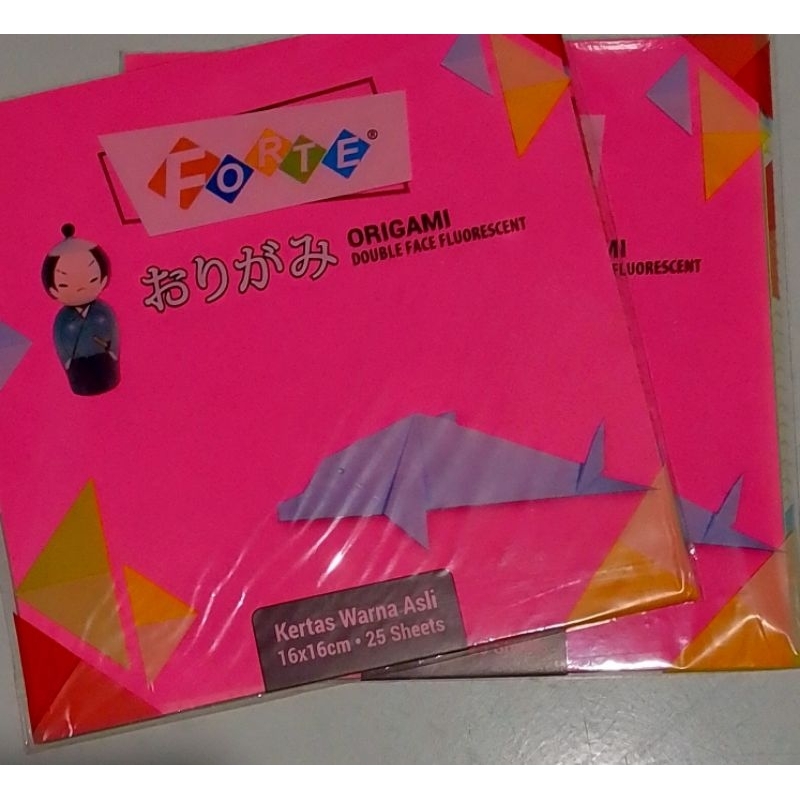 FORTE®
おりがみ
ORIGAMI
DOUBLE FACE FLUORESCENT
Kertas Warna Asli
16x16cm • 25 Sheets
MI
FLUORESCENT